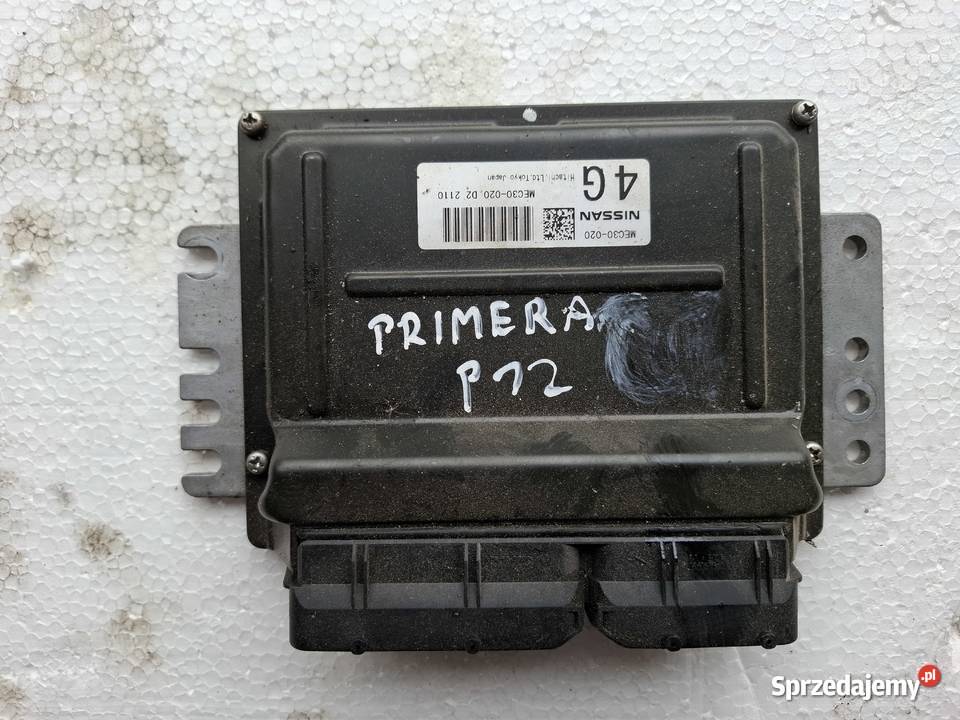 MEC30-020
NISSAN
4G
MEC30-020 D2 2110
Hitachi, Ltd. Tokyo Japan
PRIMERA
P12
Sprzedajemy.pl